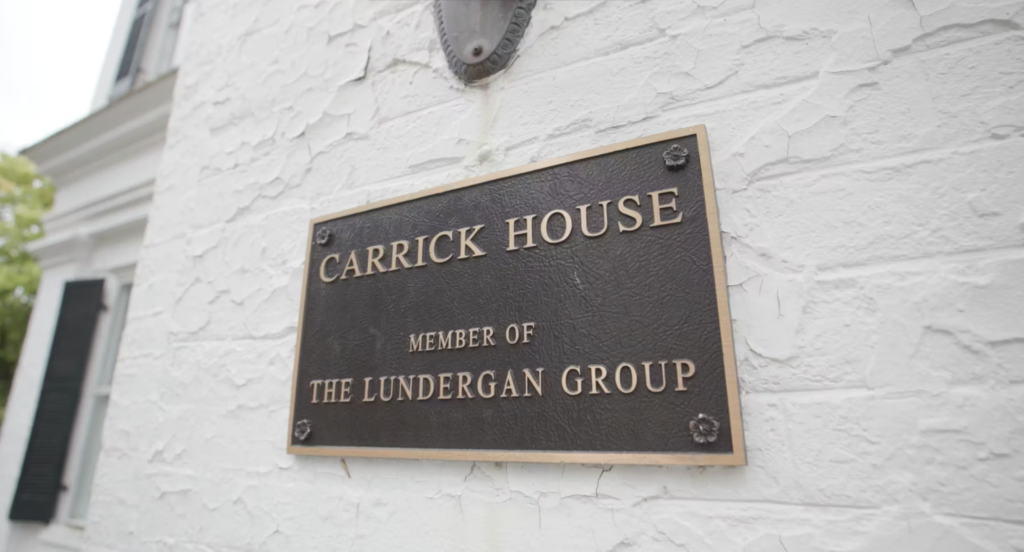 CARRICK HOUSE
MEMBER OF
THE LUNDERGAN GROUP